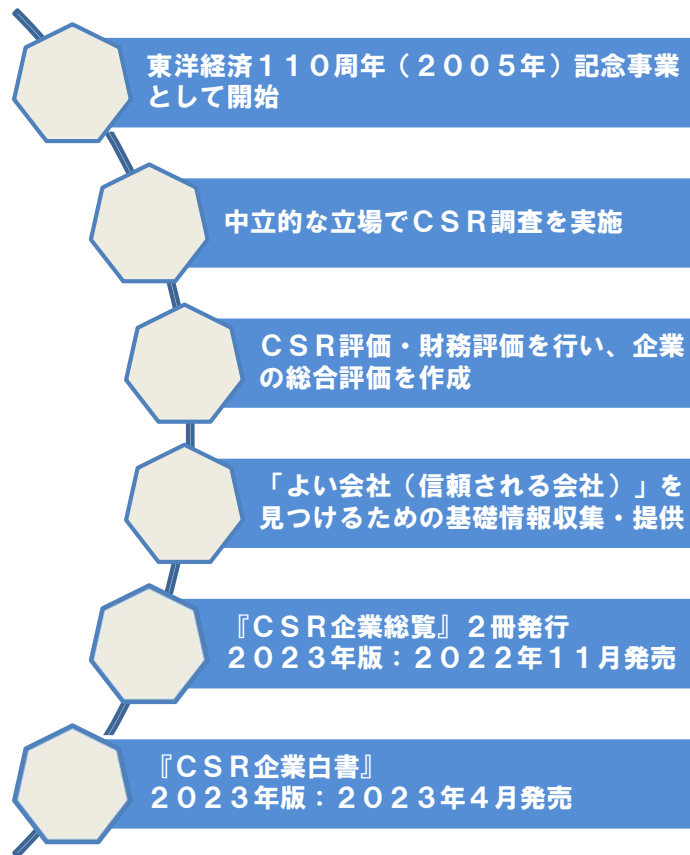 東洋経済１１０周年（２００５年）記念事業
として開始
中立的な立場でＣＳＲ調査を実施
ＣＳＲ評価・財務評価を行い、企業
の総合評価を作成
「よい会社（信頼される会社）」を
見つけるための基礎情報収集・提供
『ＣＳＲ企業総覧』２冊発行
２０２３年版：２０２２年１１月発売
『ＣＳＲ企業白書』
２０２３年版：２０２３年４月発売